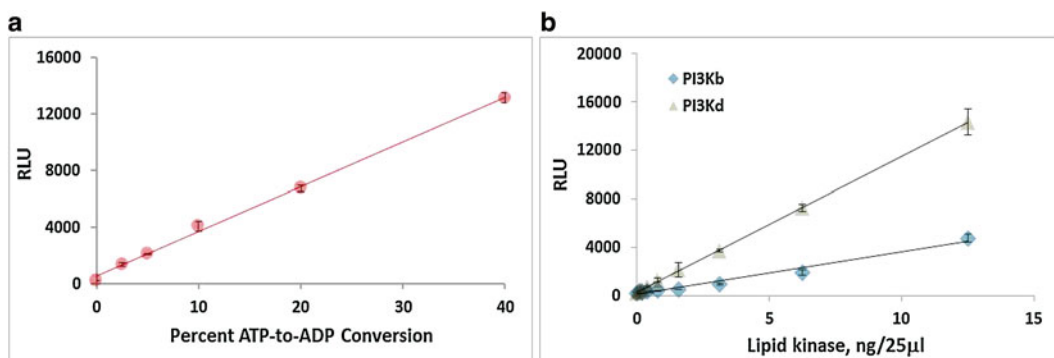 a
16000
12000
8000
4000
0
RLU
0 10 20 30 40
Percent ATP-to-ADP Conversion
b
20000
16000
12000
8000
4000
0
RLU
PI3Kb
PI3Kd
0 5 10 15
Lipid kinase, ng/25µl